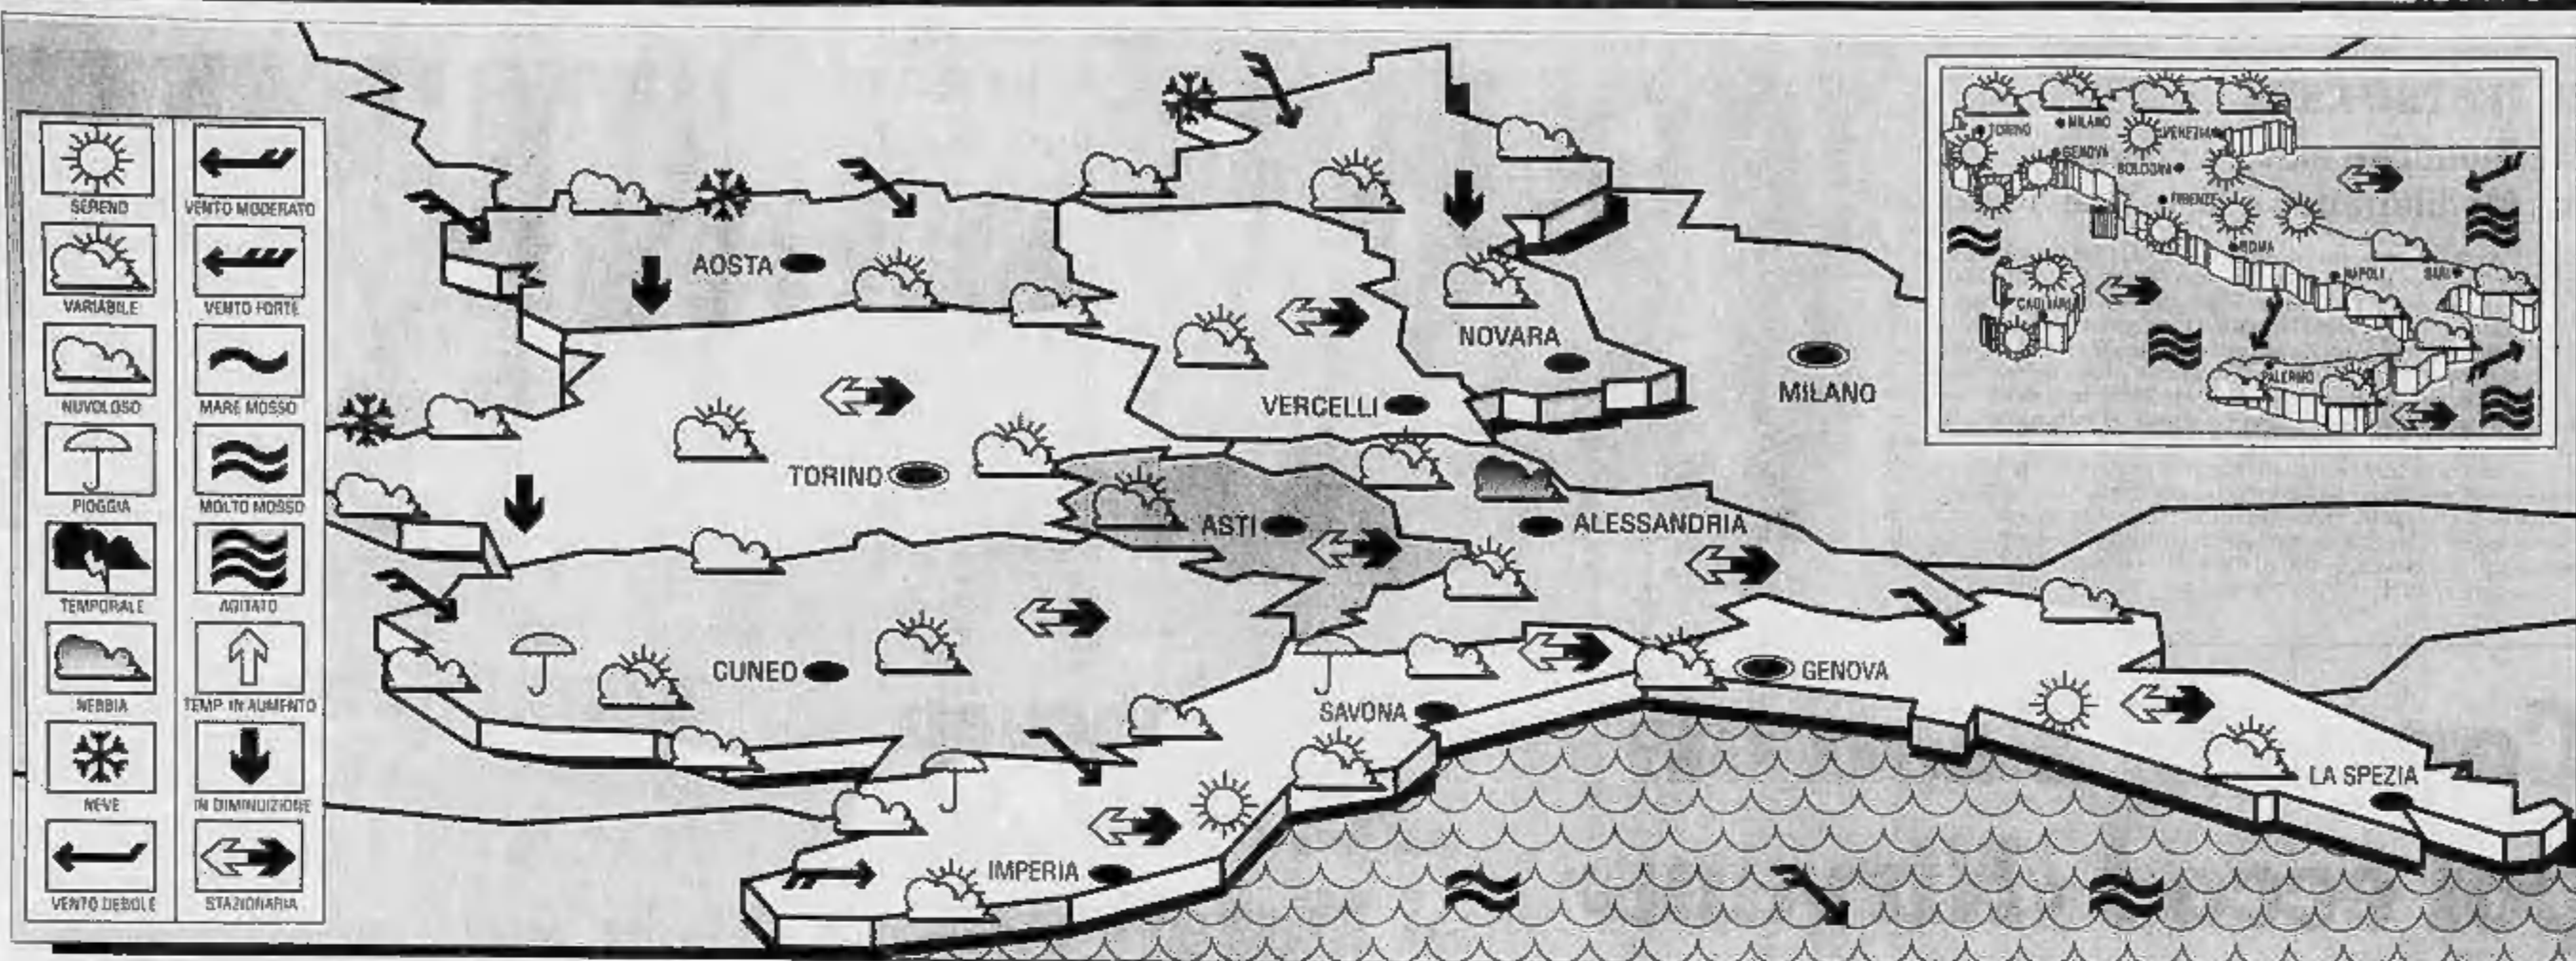 SERENO
VARIABILE
NUVOLOSO
PIOGGIA
TEMPORALE
NEBBIA
NEVE
VENTO DEBOLE
VENTO MODERATO
VENTO FORTE
MARE MOSSO
MOLTO MOSSO
AGITATO
TEMP. IN AUMENTO
IN DIMINUIZIONE
STAZIONARIA
AOSTA
NOVARA
VERCELLI
MILANO
TORINO
ASTI
ALESSANDRIA
CUNEO
GENOVA
SAVONA
LA SPEZIA
IMPERIA
TORINO
MILANO
VENEZIA
GENOVA
BOLOGNA
FIRENZE
ROMA
NAPOLI
BARI
CAGLIARI
PALERMO